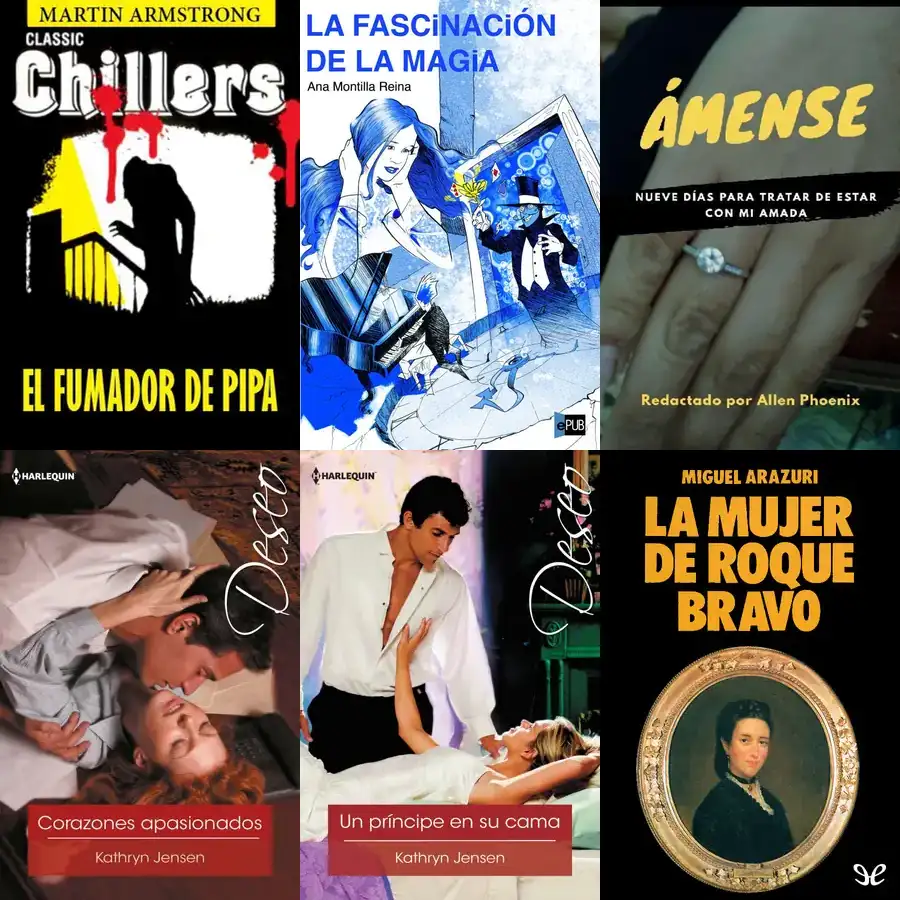 MARTIN ARMSTRONG
CLASSIC
Chillers
EL FUMADOR DE PIPA
LA FASCiNACiÓN
DE LA MAGiA
Ana Montilla Reina
ePUB
ÁMENSE
NUEVE DÍAS PARA TRATAR DE ESTAR
CON MI AMADA
Redactado por Allen Phoenix
HARLEQUIN™
Deseo
Corazones apasionados
Kathryn Jensen
HARLEQUIN™
Deseo
Un príncipe en su cama
Kathryn Jensen
MIGUEL ARAZURI
LA MUJER
DE ROQUE
BRAVO